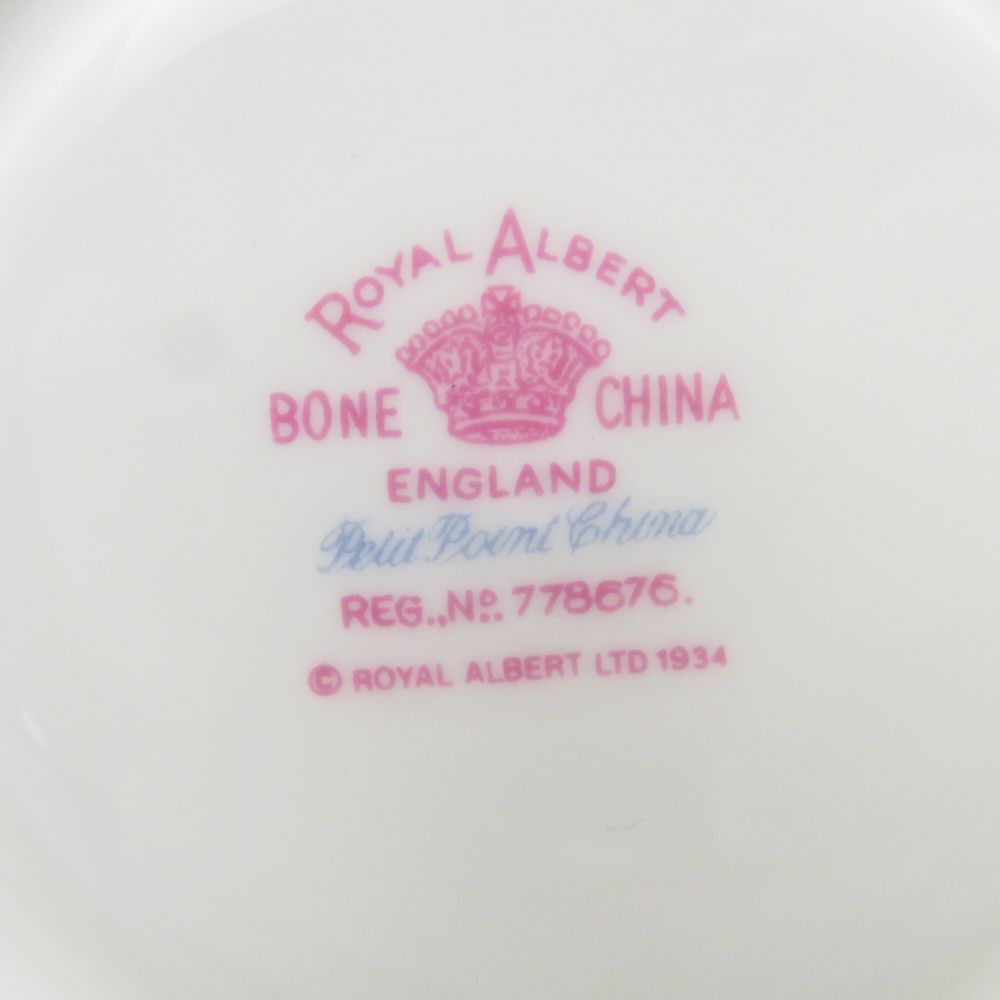 ROYAL ALBERT
BONE CHINA
ENGLAND
Petit Point China
REG.,Nº. 778676.
© ROYAL ALBERT LTD 1934